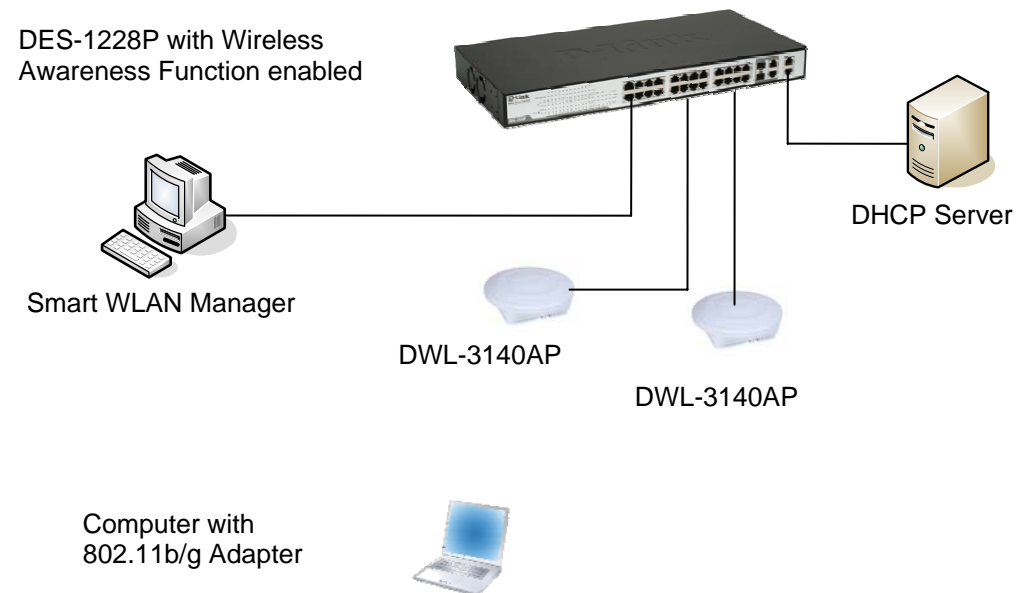 DES-1228P with Wireless
Awareness Function enabled
D-Link
DHCP Server
Smart WLAN Manager
DWL-3140AP
DWL-3140AP
Computer with
802.11b/g Adapter